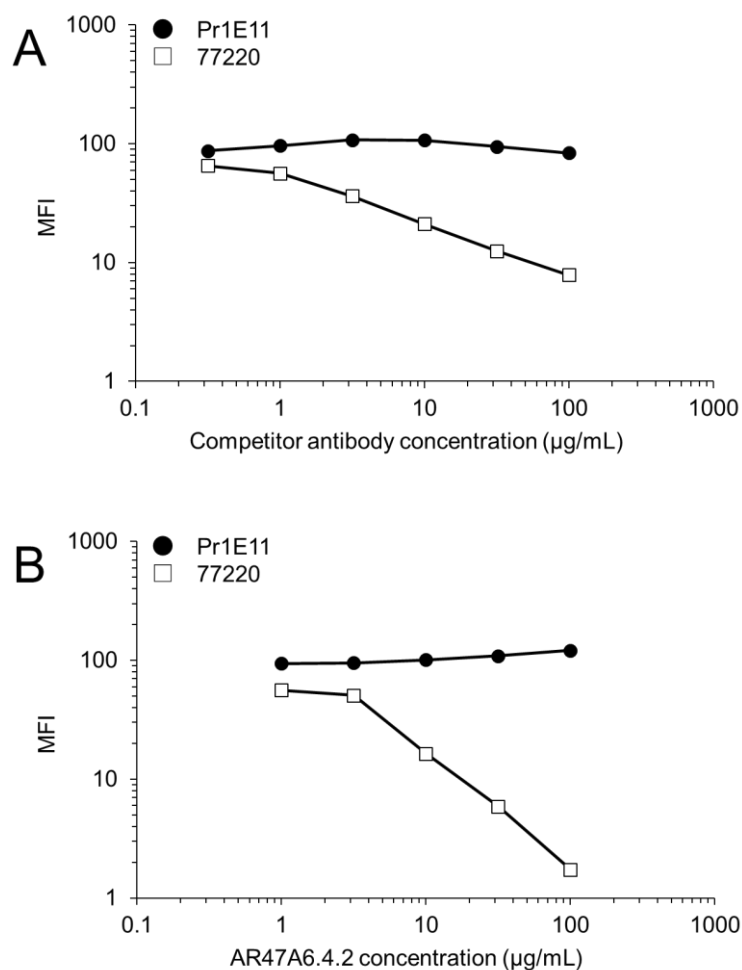 A
Pr1E11
77220
1000
100
10
1
MFI
0.1 1 10 100 1000
Competitor antibody concentration (µg/mL)
B
Pr1E11
77220
1000
100
10
1
MFI
0.1 1 10 100 1000
AR47A6.4.2 concentration (µg/mL)